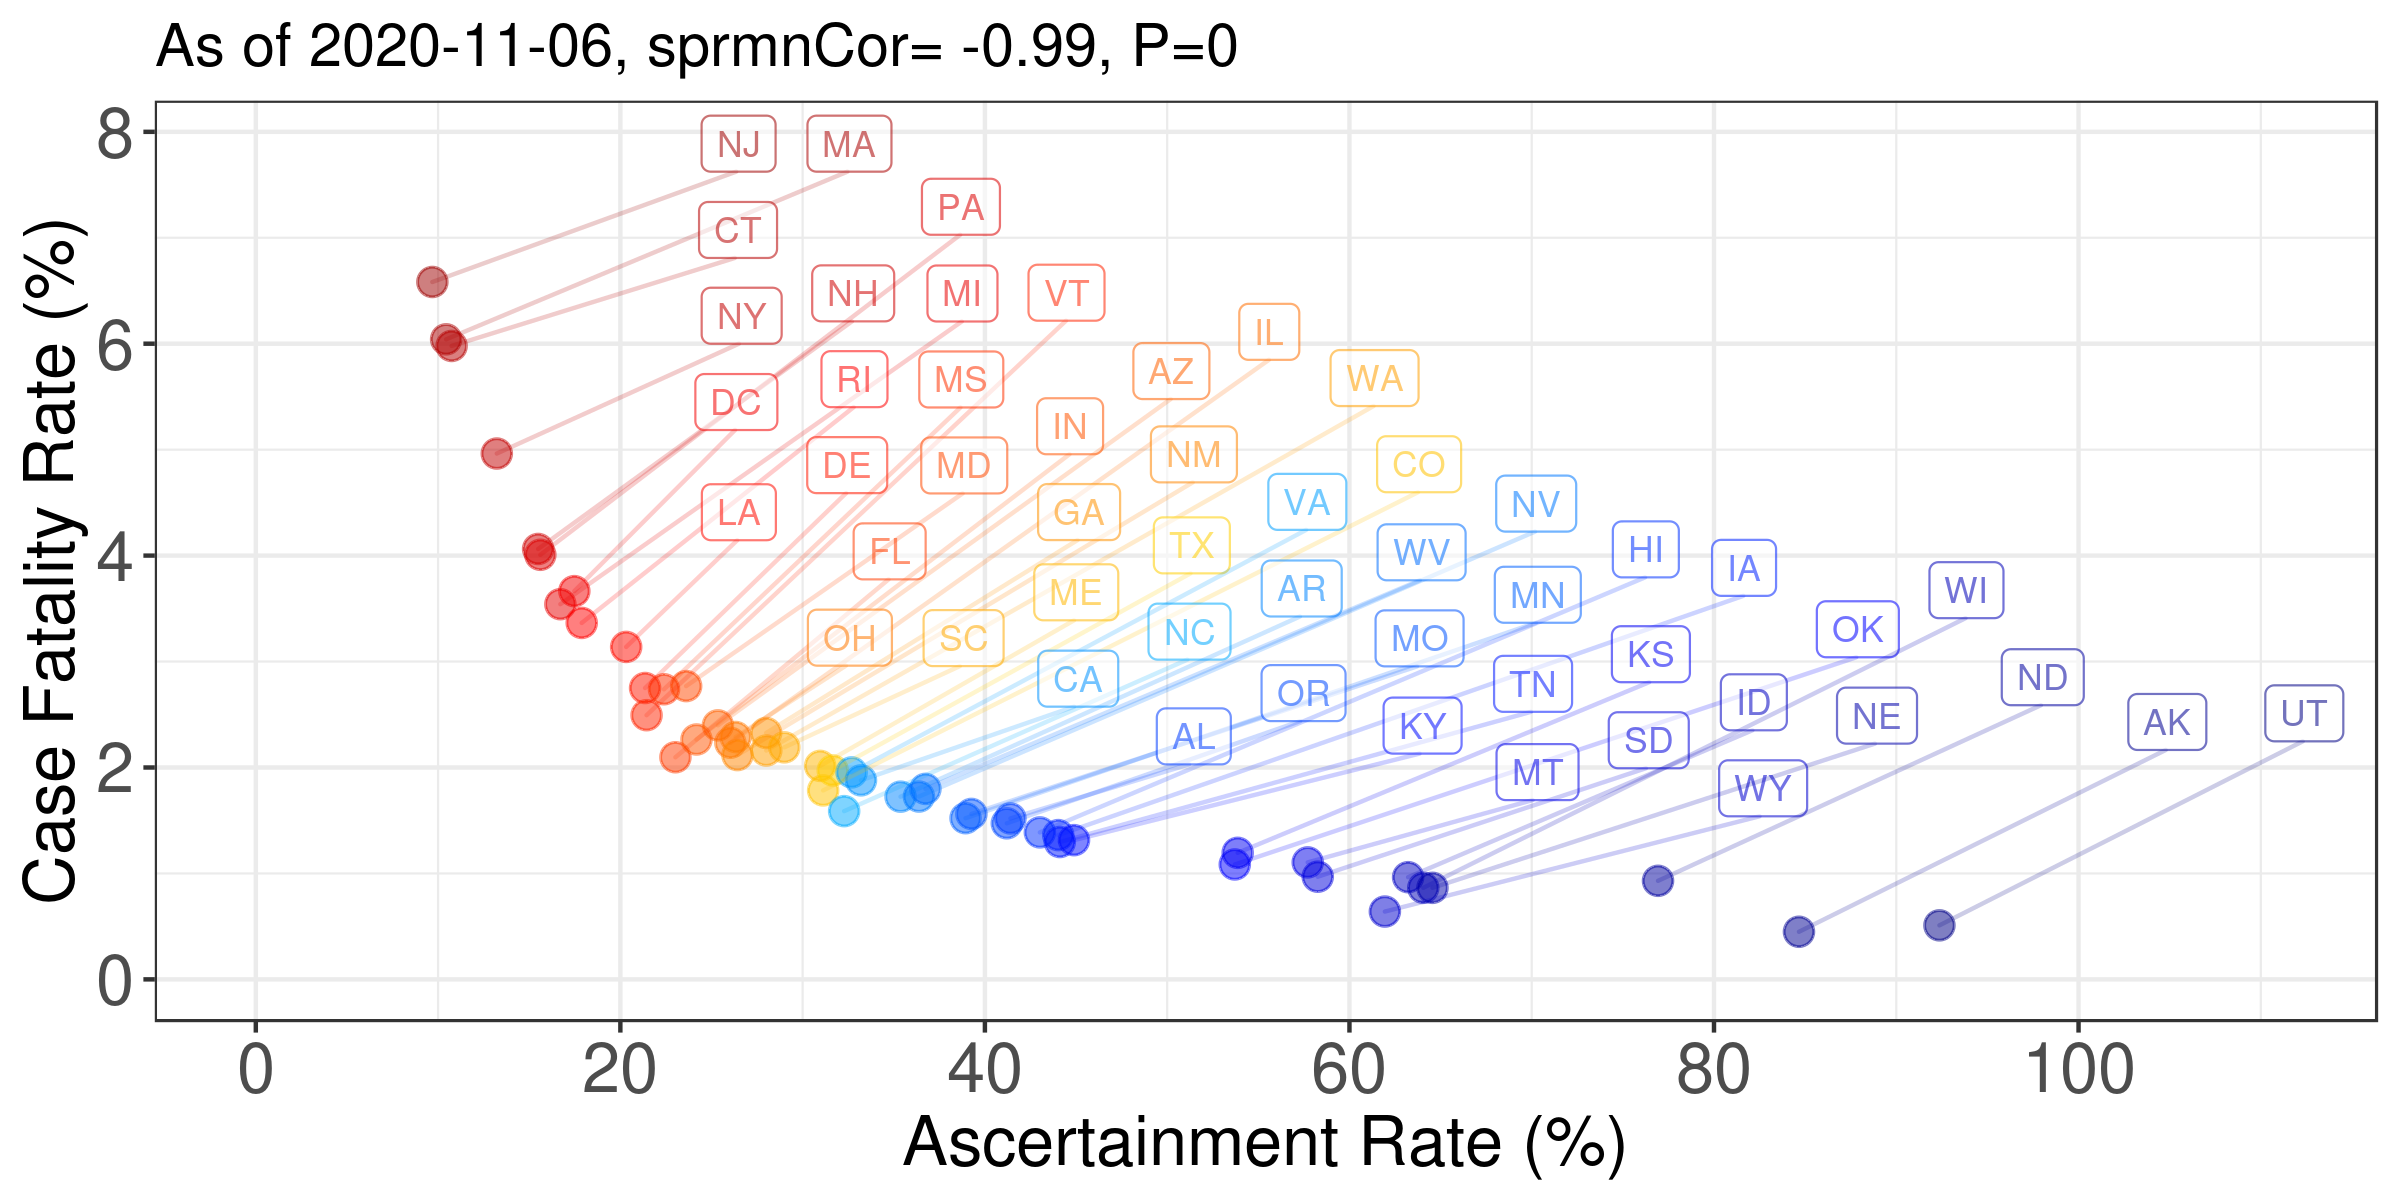 As of 2020-11-06, sprmnCor= -0.99, P=0
Case Fatality Rate (%)
8
6
4
2
0
NJ MA
PA
CT
NH MI VT
NY
IL
AZ WA
RI MS
DC
IN
NM CO
DE MD
VA NV
LA GA
TX HI
FL WV
IA
AR WI
ME MN
NC OK
OH SC MO
KS
CA ND
TN
OR
ID
UT
NE AK
KY
AL SD
MT
WY
0 20 40 60 80 100
Ascertainment Rate (%)